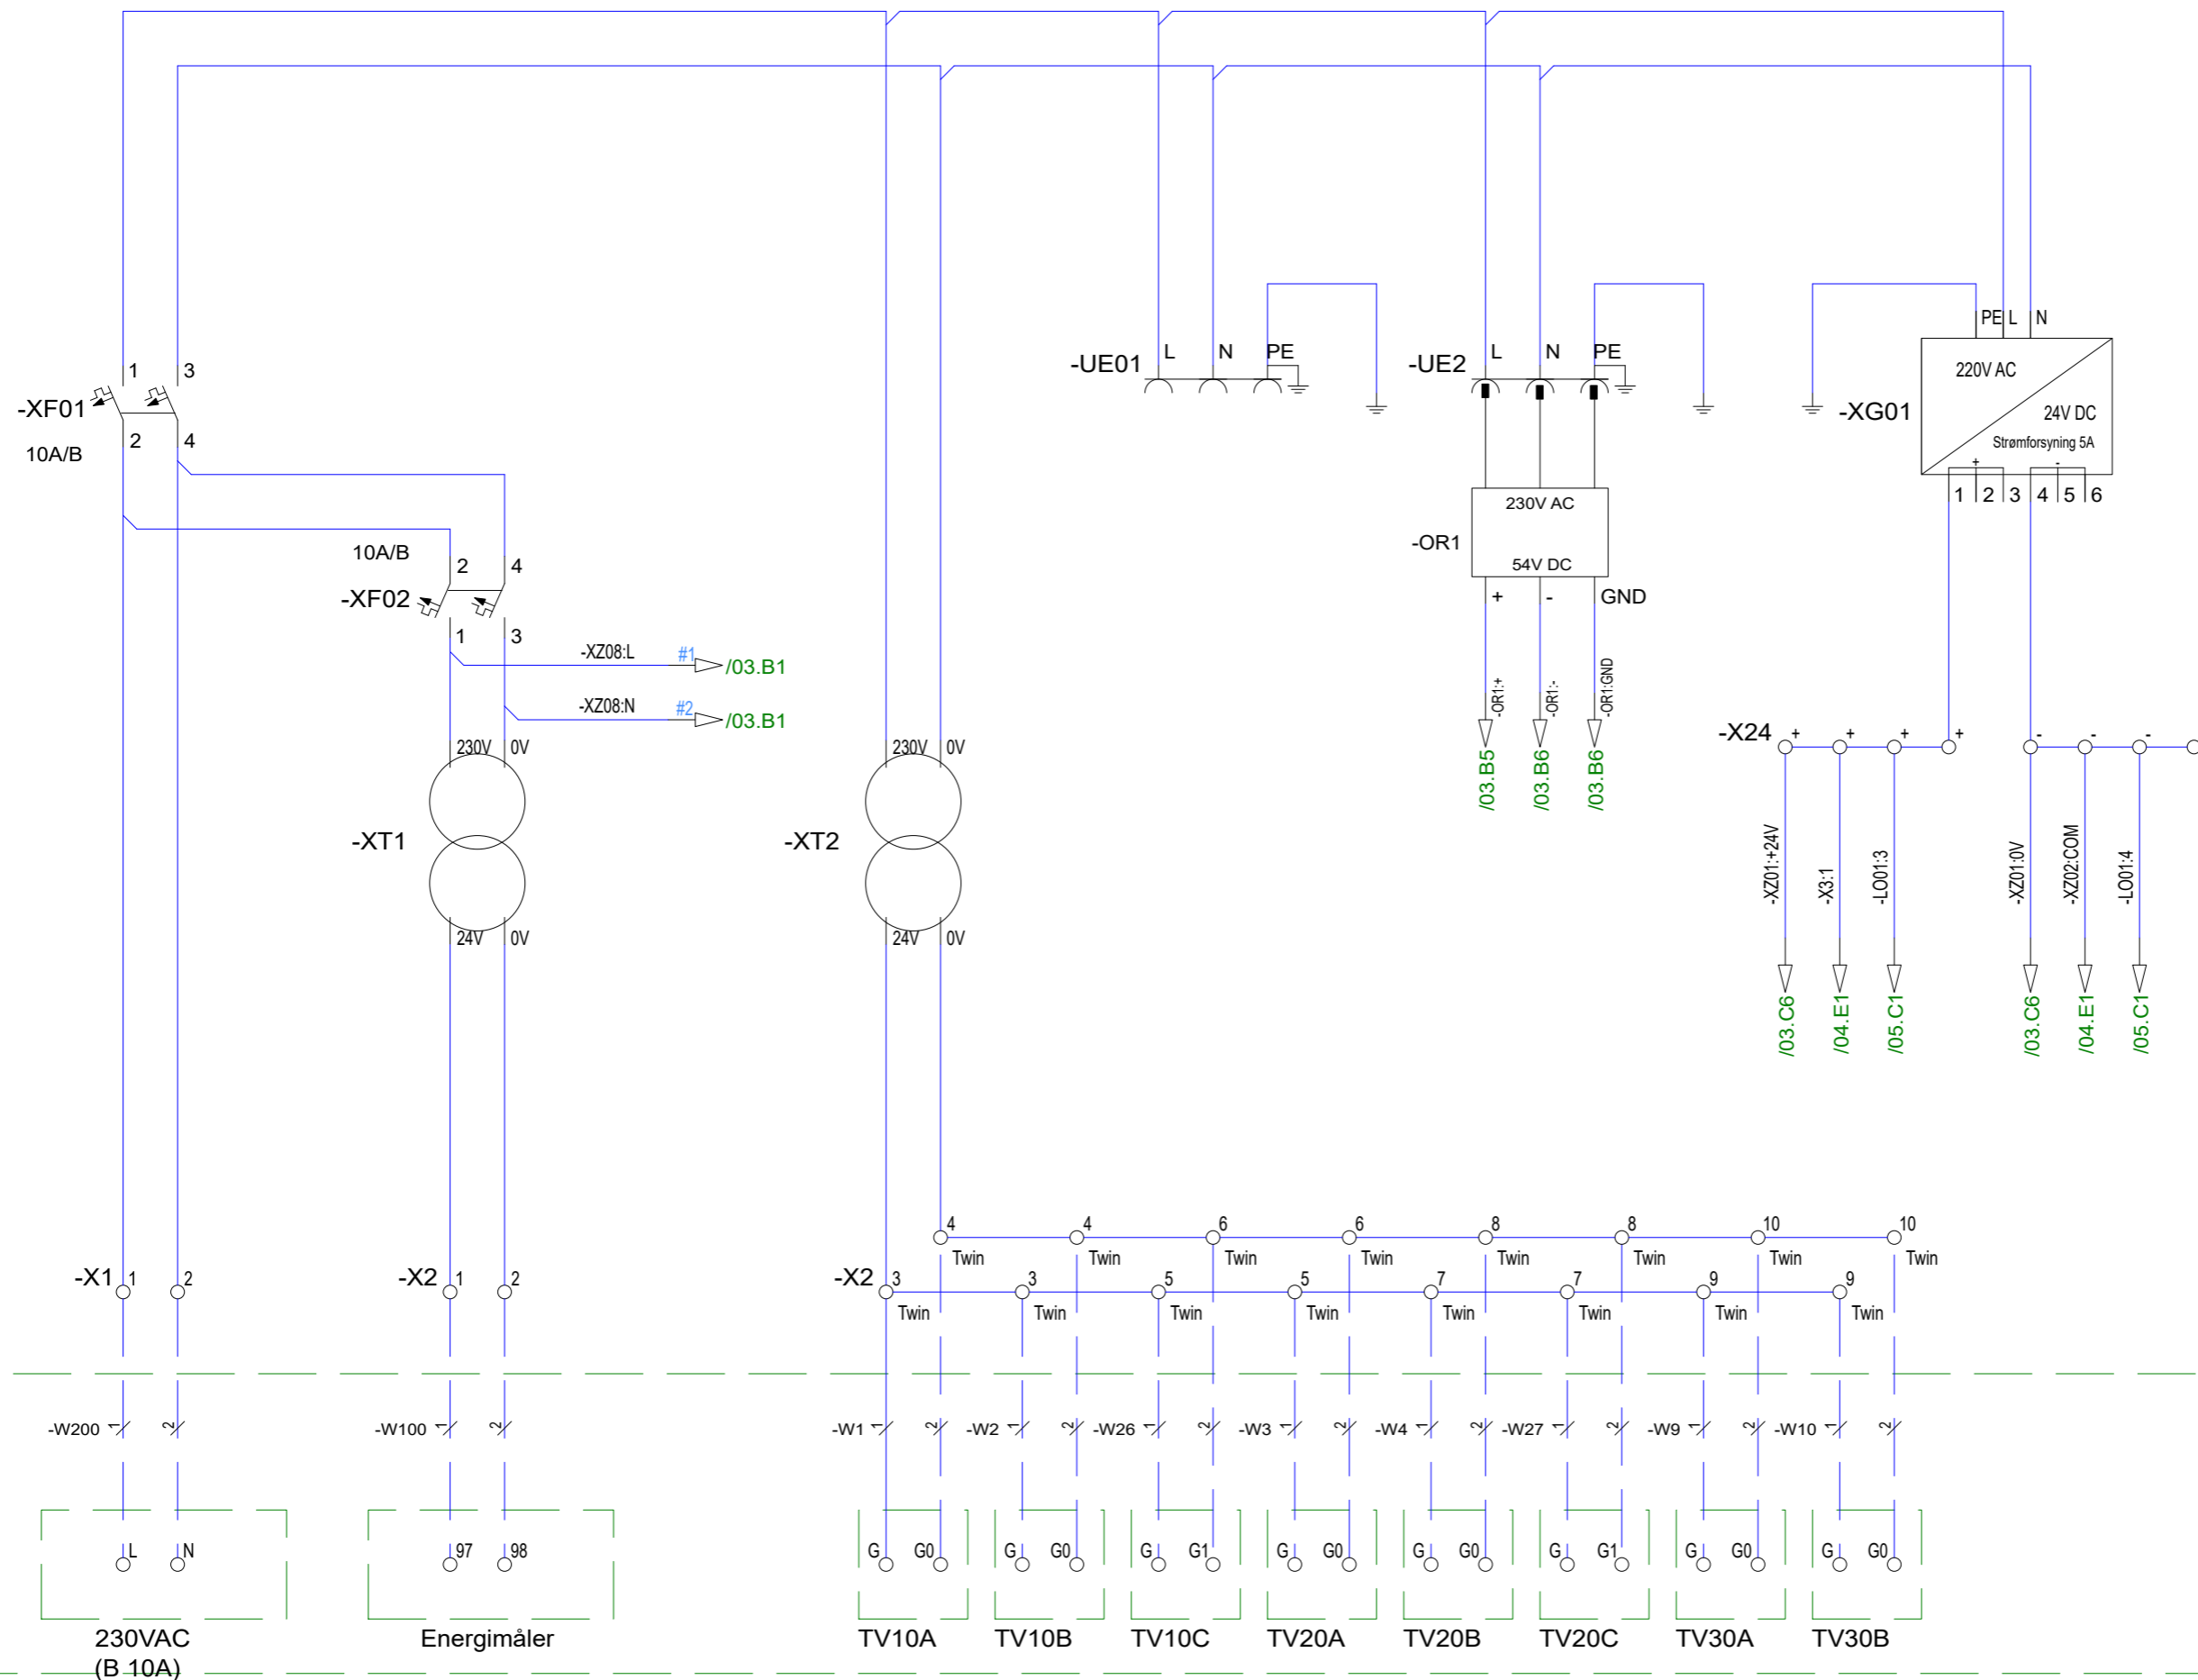 PE L N
-UE01 L N PE
-UE2 L N PE
220V AC
1 3
-XF01
-XG01
24V DC
Strømforsyning 5A
2 4
10A/B
+ -
1 2 3 4 5 6
230V AC
-OR1
54V DC
10A/B
2 4
-XF02
+ - GND
1 3
-XZ08:L #1 /03.B1
-XZ08:N #2 /03.B1
-OR1:+
-OR1:-
-OR1:GND
/03.B5
/03.B6
/03.B6
-X24 + + + + - - -
230V 0V
230V 0V
-XT1
-XT2
24V 0V
24V 0V
-XZ01:+24V
-X3:1
-LO01:3
-XZ01:0V
-XZ02:COM
-LO01:4
/03.C6
/04.E1
/05.C1
/03.C6
/04.E1
/05.C1
4 4 6 6 8 8 10 10
Twin Twin Twin Twin Twin Twin Twin Twin
-X1 1 2
-X2 1 2
-X2 3 3 5 5 7 7 9 9
Twin Twin Twin Twin Twin Twin Twin Twin
-W200 1 2
-W100 1 2
-W1 1 2
-W2 1 2
-W26 1 2
-W3 1 2
-W4 1 2
-W27 1 2
-W9 1 2
-W10 1 2
L N
97 98
G G0
G G0
G G1
G G0
G G0
G G1
G G0
G G0
230VAC
(B 10A)
Energimåler
TV10A
TV10B
TV10C
TV20A
TV20B
TV20C
TV30A
TV30B